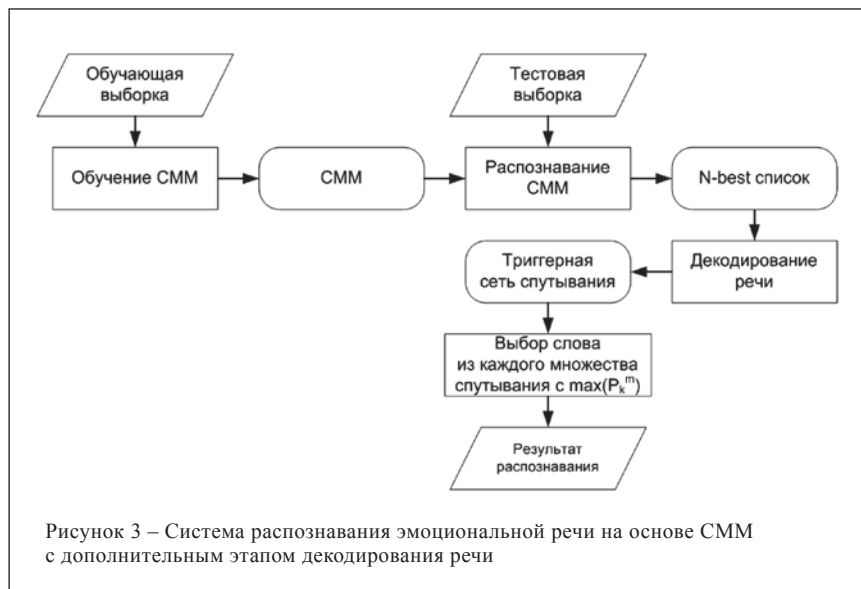 Обучающая
выборка
Тестовая
выборка
Обучение СММ
СММ
Распознавание
СММ
N-best список
Триггерная
сеть спутывания
Декодирование
речи
Выбор слова
из каждого множества
спутывания с max(Pₖᵐ)
Результат
распознавания
Рисунок 3 – Система распознавания эмоциональной речи на основе СММ
с дополнительным этапом декодирования речи